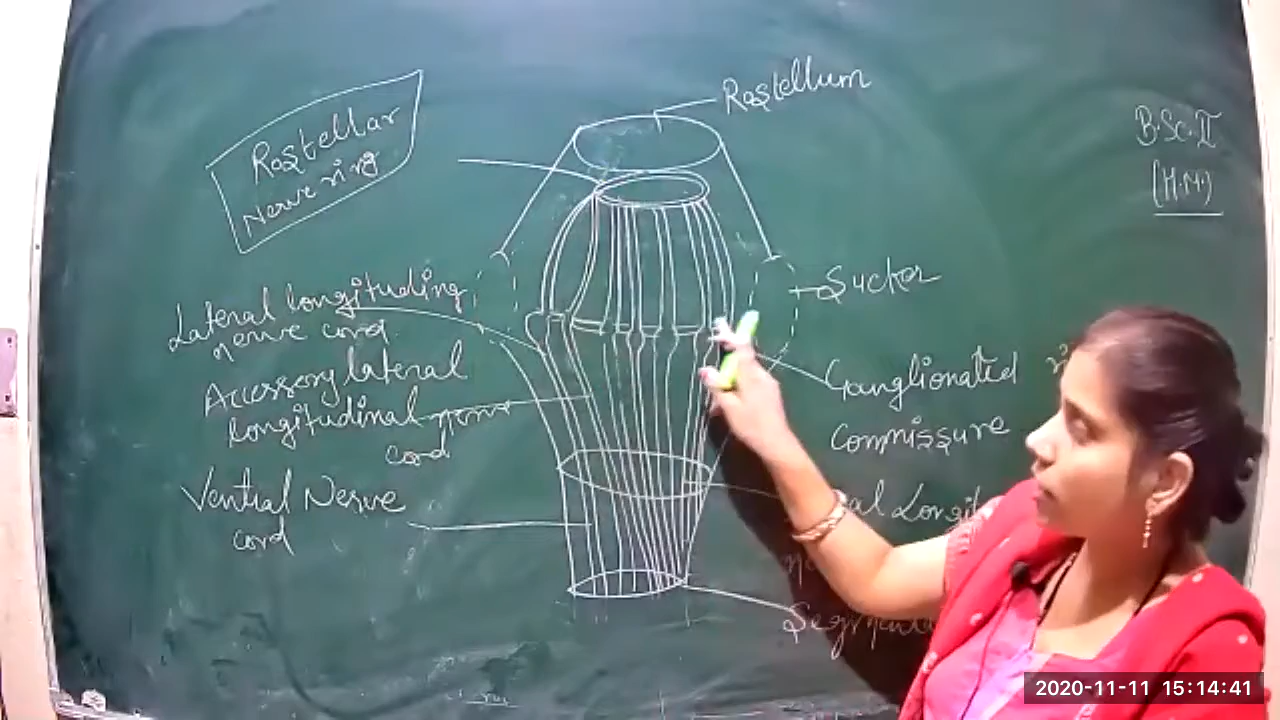 Rostellum
Rostellar
Nerve ring
B.Sc. II
(H.M)
Sucker
Lateral longituding
nerve cord
Accessory lateral
longitudinal nerve
cord
Ganglionated
Commissure
Ventral Nerve
cord
2020-11-11 15:14:41